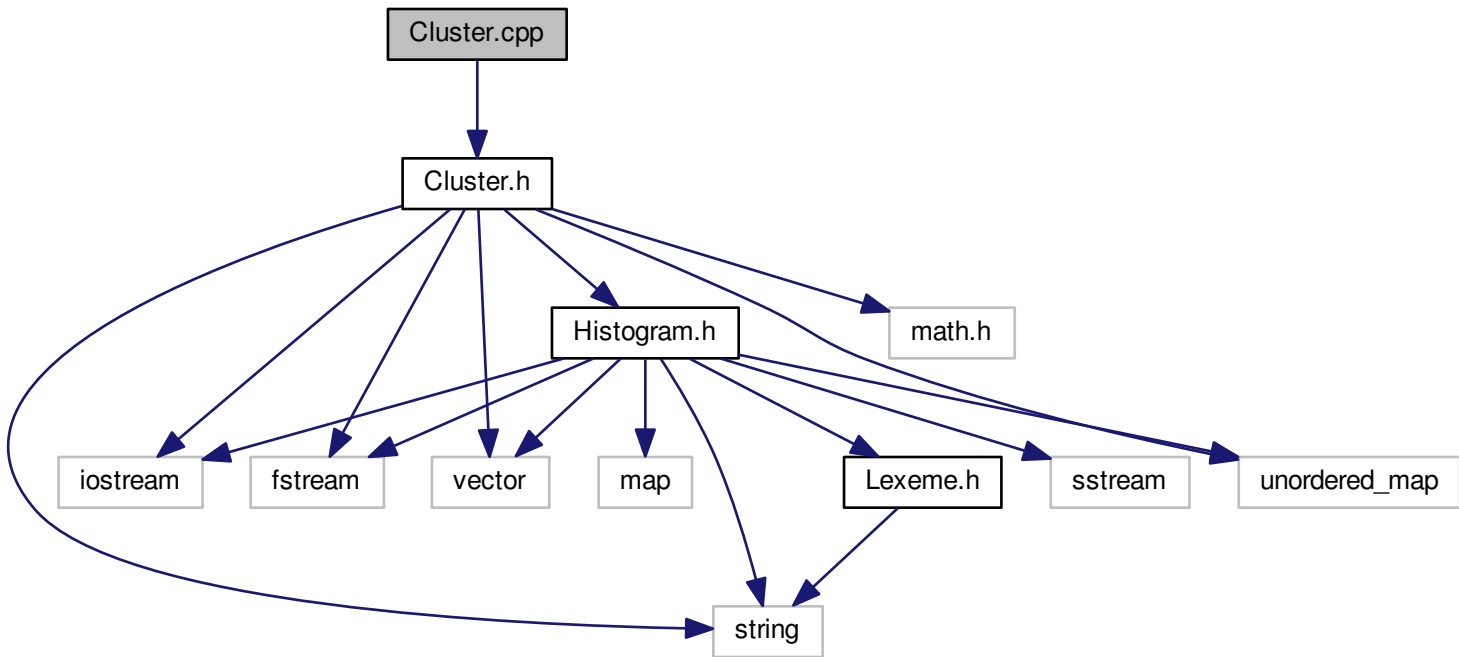 Cluster.cpp
Cluster.h
Histogram.h
math.h
iostream
fstream
vector
map
Lexeme.h
sstream
unordered_map
string